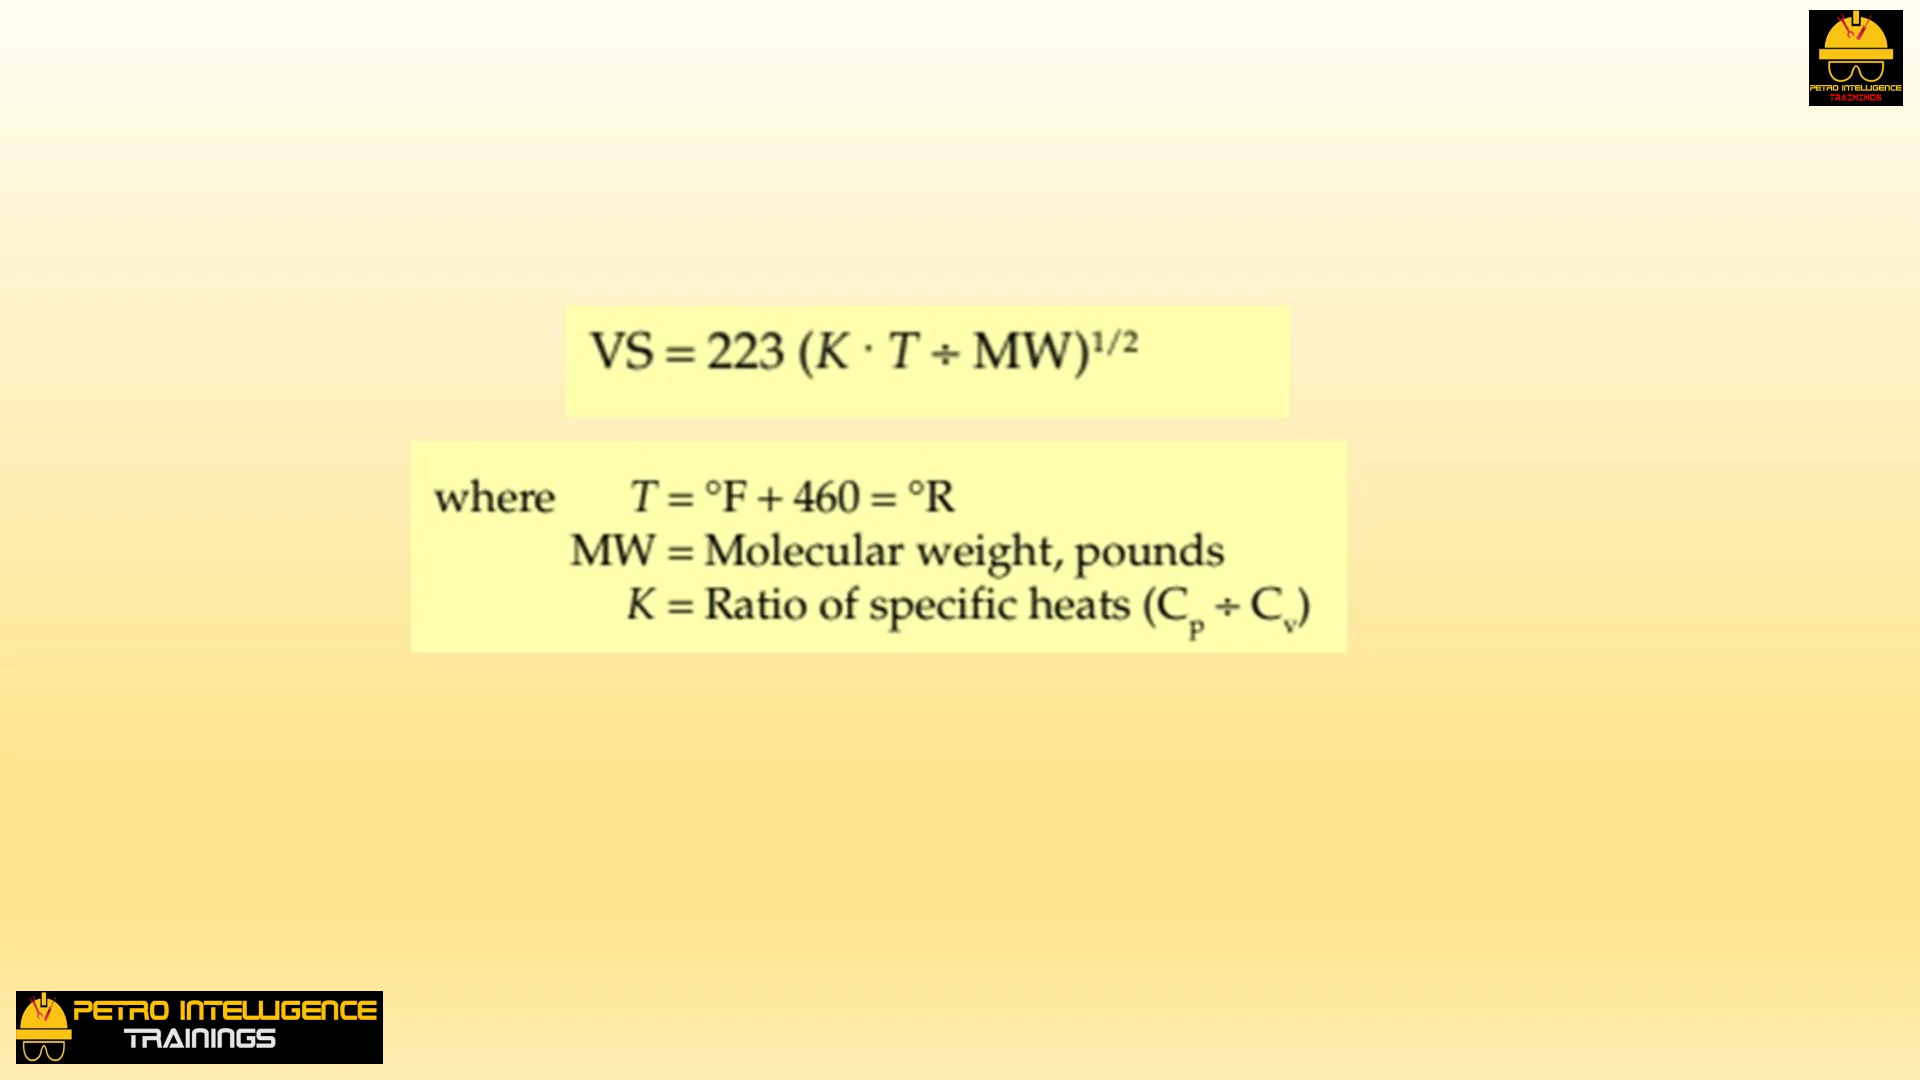 PETRO INTELLIGENCE
TRAININGS
VS = 223 (K · T ÷ MW)¹/²
where T = °F + 460 = °R
MW = Molecular weight, pounds
K = Ratio of specific heats (Cₚ ÷ Cᵥ)
PETRO INTELLIGENCE
TRAININGS